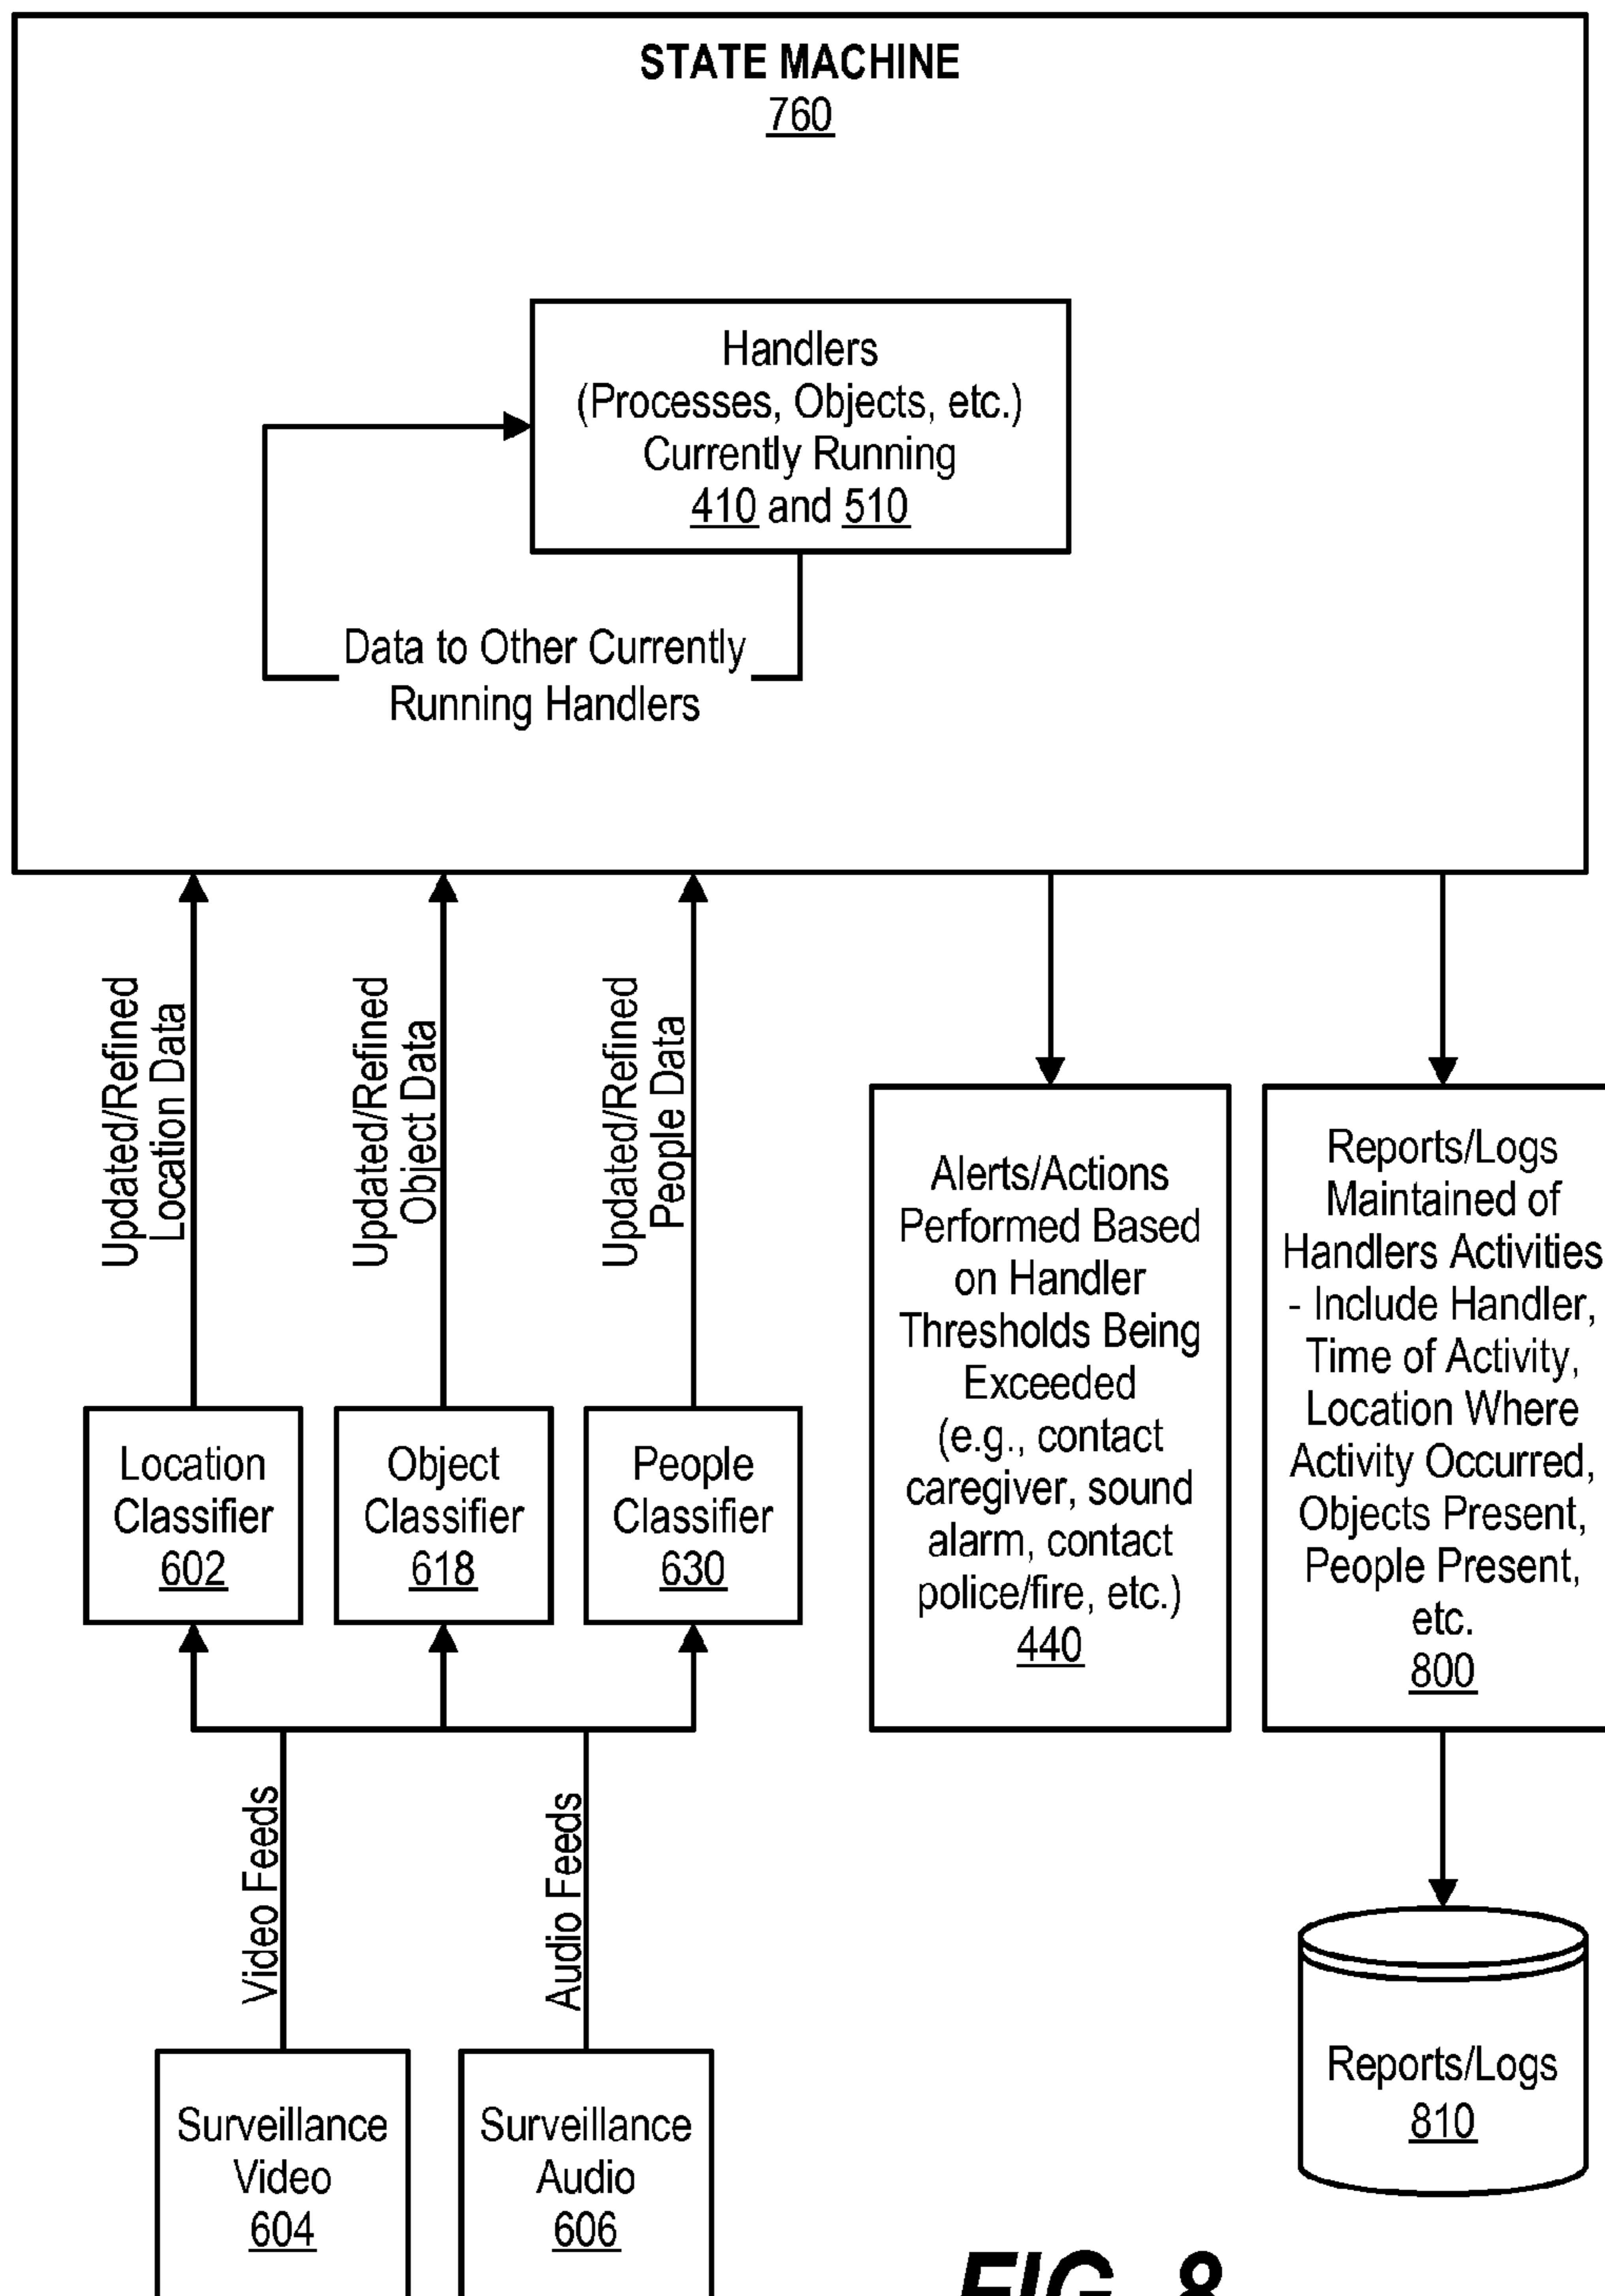 STATE MACHINE
760
Handlers
(Processes, Objects, etc.)
Currently Running
410 and 510
Data to Other Currently
Running Handlers
Updated/Refined
Location Data
Updated/Refined
Object Data
Updated/Refined
People Data
Location
Classifier
602
Object
Classifier
618
People
Classifier
630
Alerts/Actions
Performed Based
on Handler
Thresholds Being
Exceeded
(e.g., contact
caregiver, sound
alarm, contact
police/fire, etc.)
440
Reports/Logs
Maintained of
Handlers Activities
- Include Handler,
Time of Activity,
Location Where
Activity Occurred,
Objects Present,
People Present,
etc.
800
Video Feeds
Audio Feeds
Surveillance
Video
604
Surveillance
Audio
606
Reports/Logs
810
FIG. 8